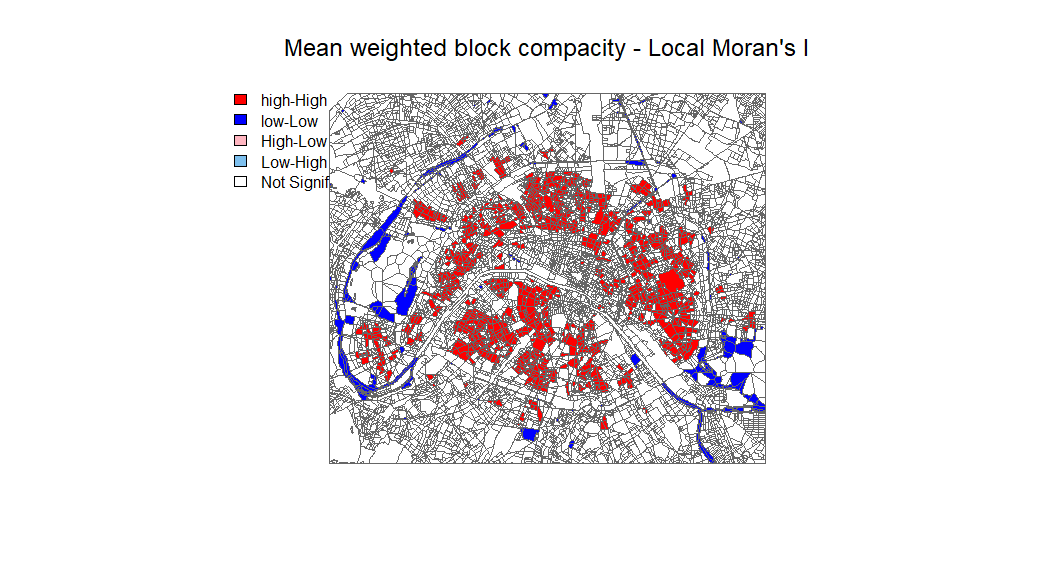 Mean weighted block compacity - Local Moran's I
high-High
low-Low
High-Low
Low-High
Not Signif